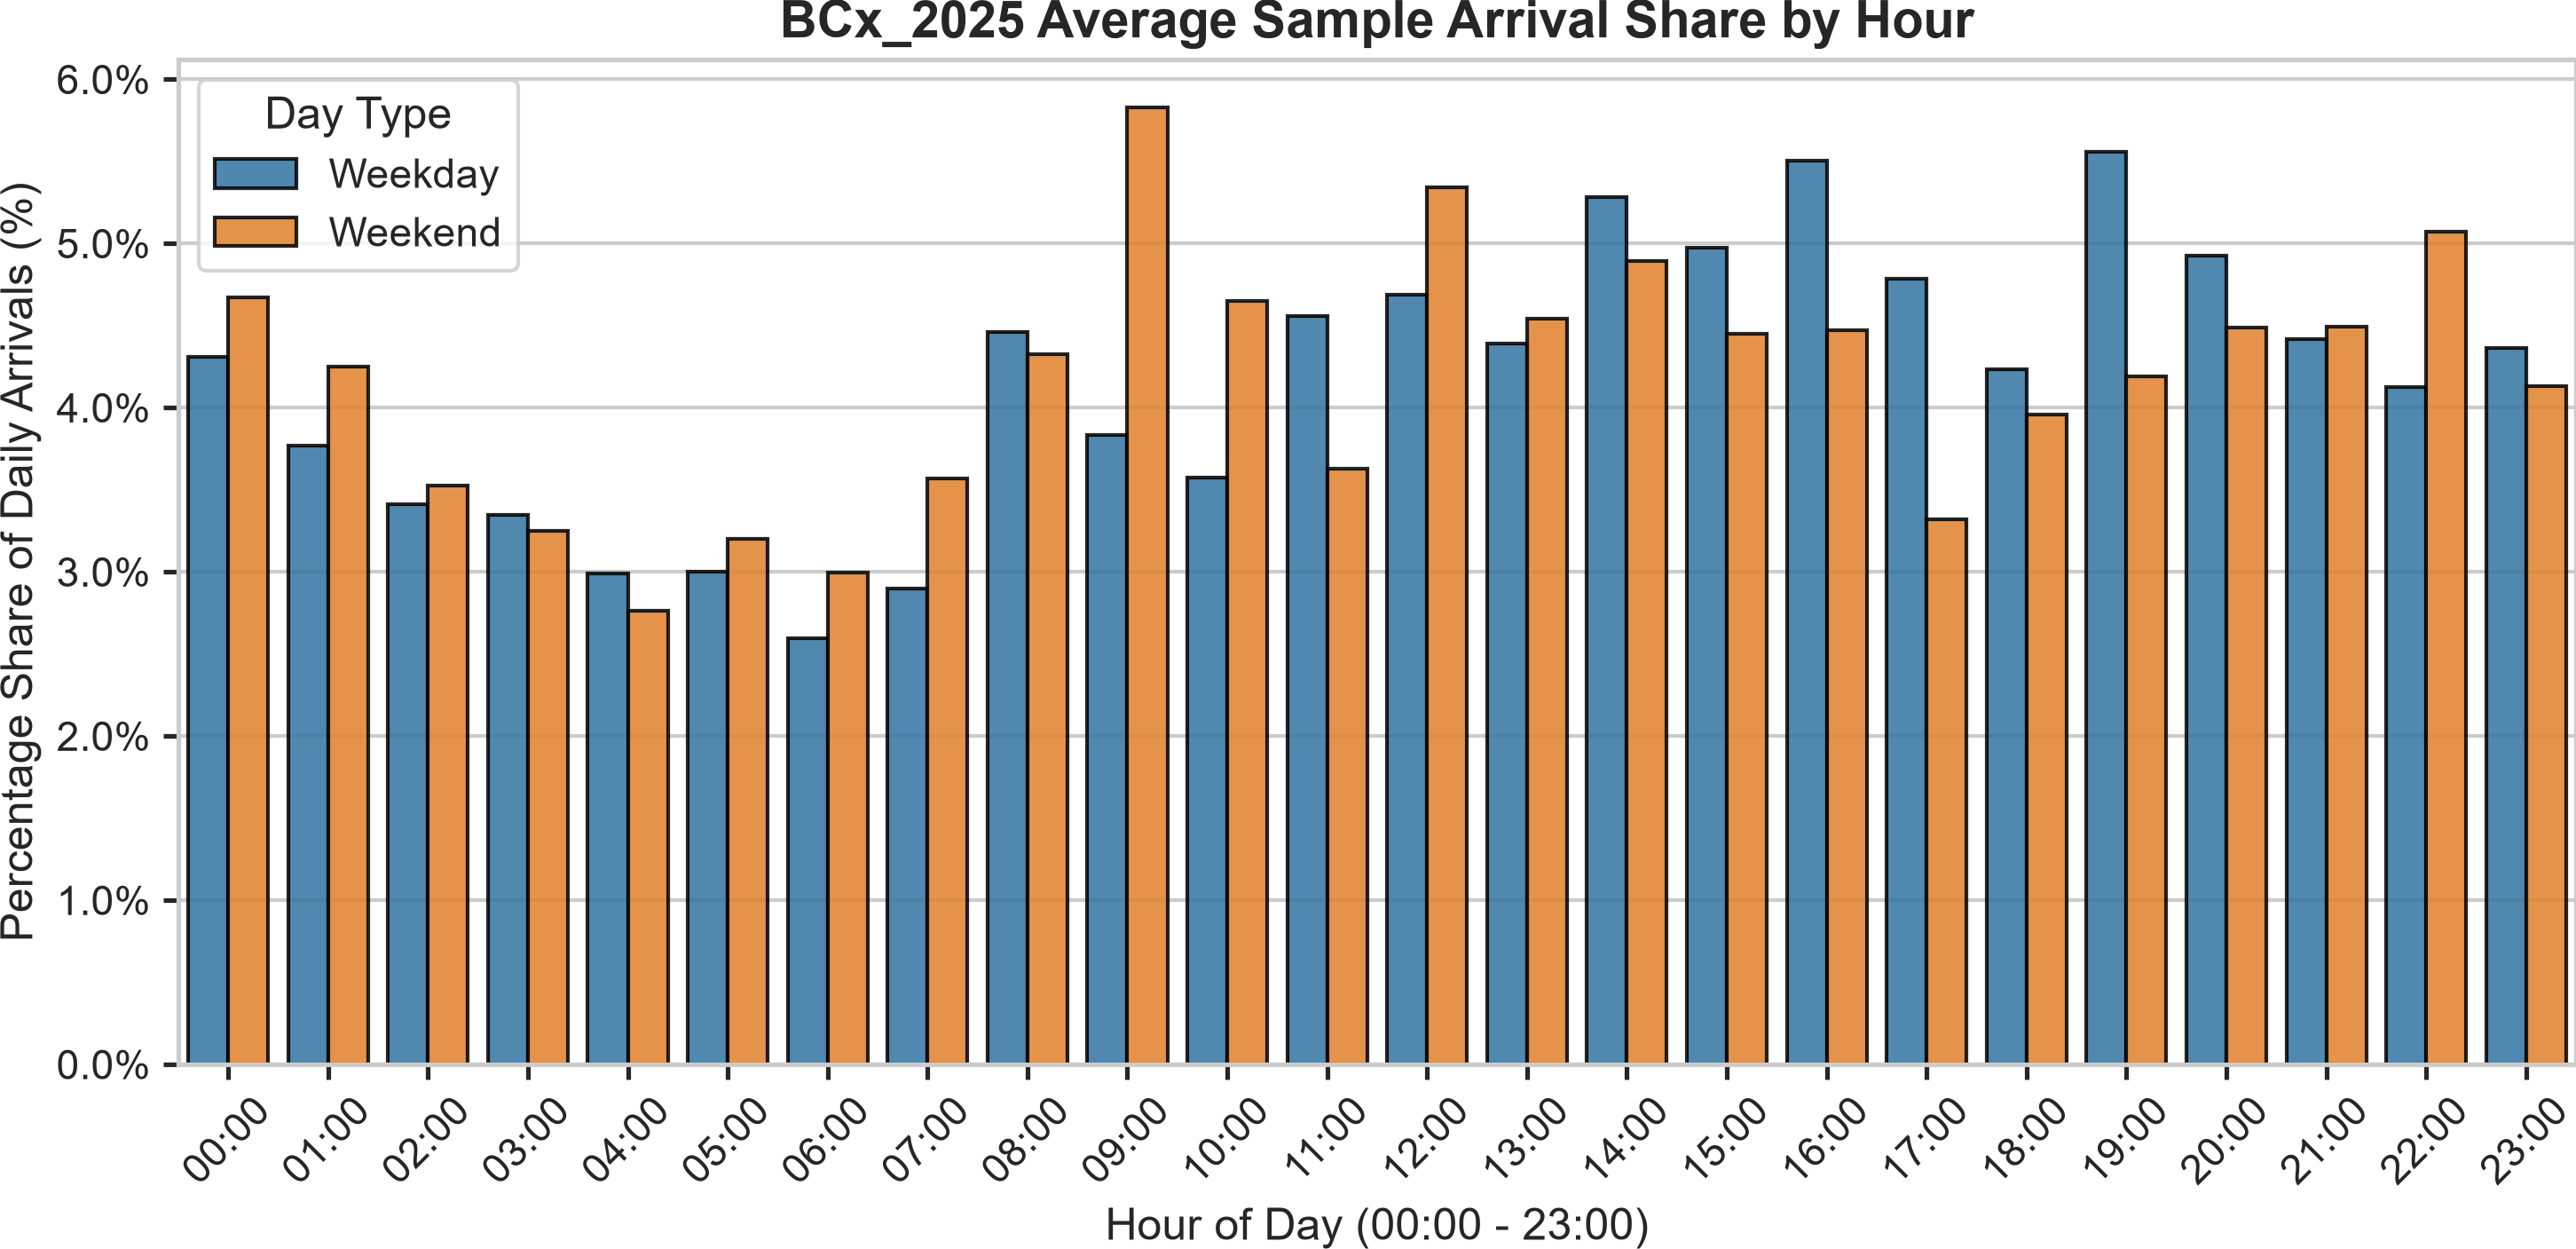 BCx_2025 Average Sample Arrival Share by Hour
Percentage Share of Daily Arrivals (%)
6.0%
5.0%
4.0%
3.0%
2.0%
1.0%
0.0%
Day Type
Weekday
Weekend
00:00 01:00 02:00 03:00 04:00 05:00 06:00 07:00 08:00 09:00 10:00 11:00 12:00 13:00 14:00 15:00 16:00 17:00 18:00 19:00 20:00 21:00 22:00 23:00
Hour of Day (00:00 - 23:00)